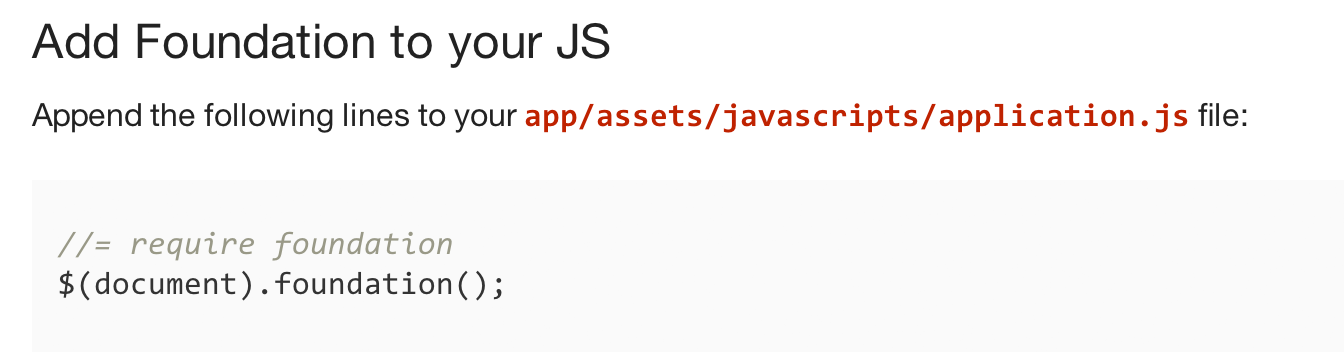 Add Foundation to your JS
Append the following lines to your app/assets/javascripts/application.js file:
//= require foundation
$(document).foundation();